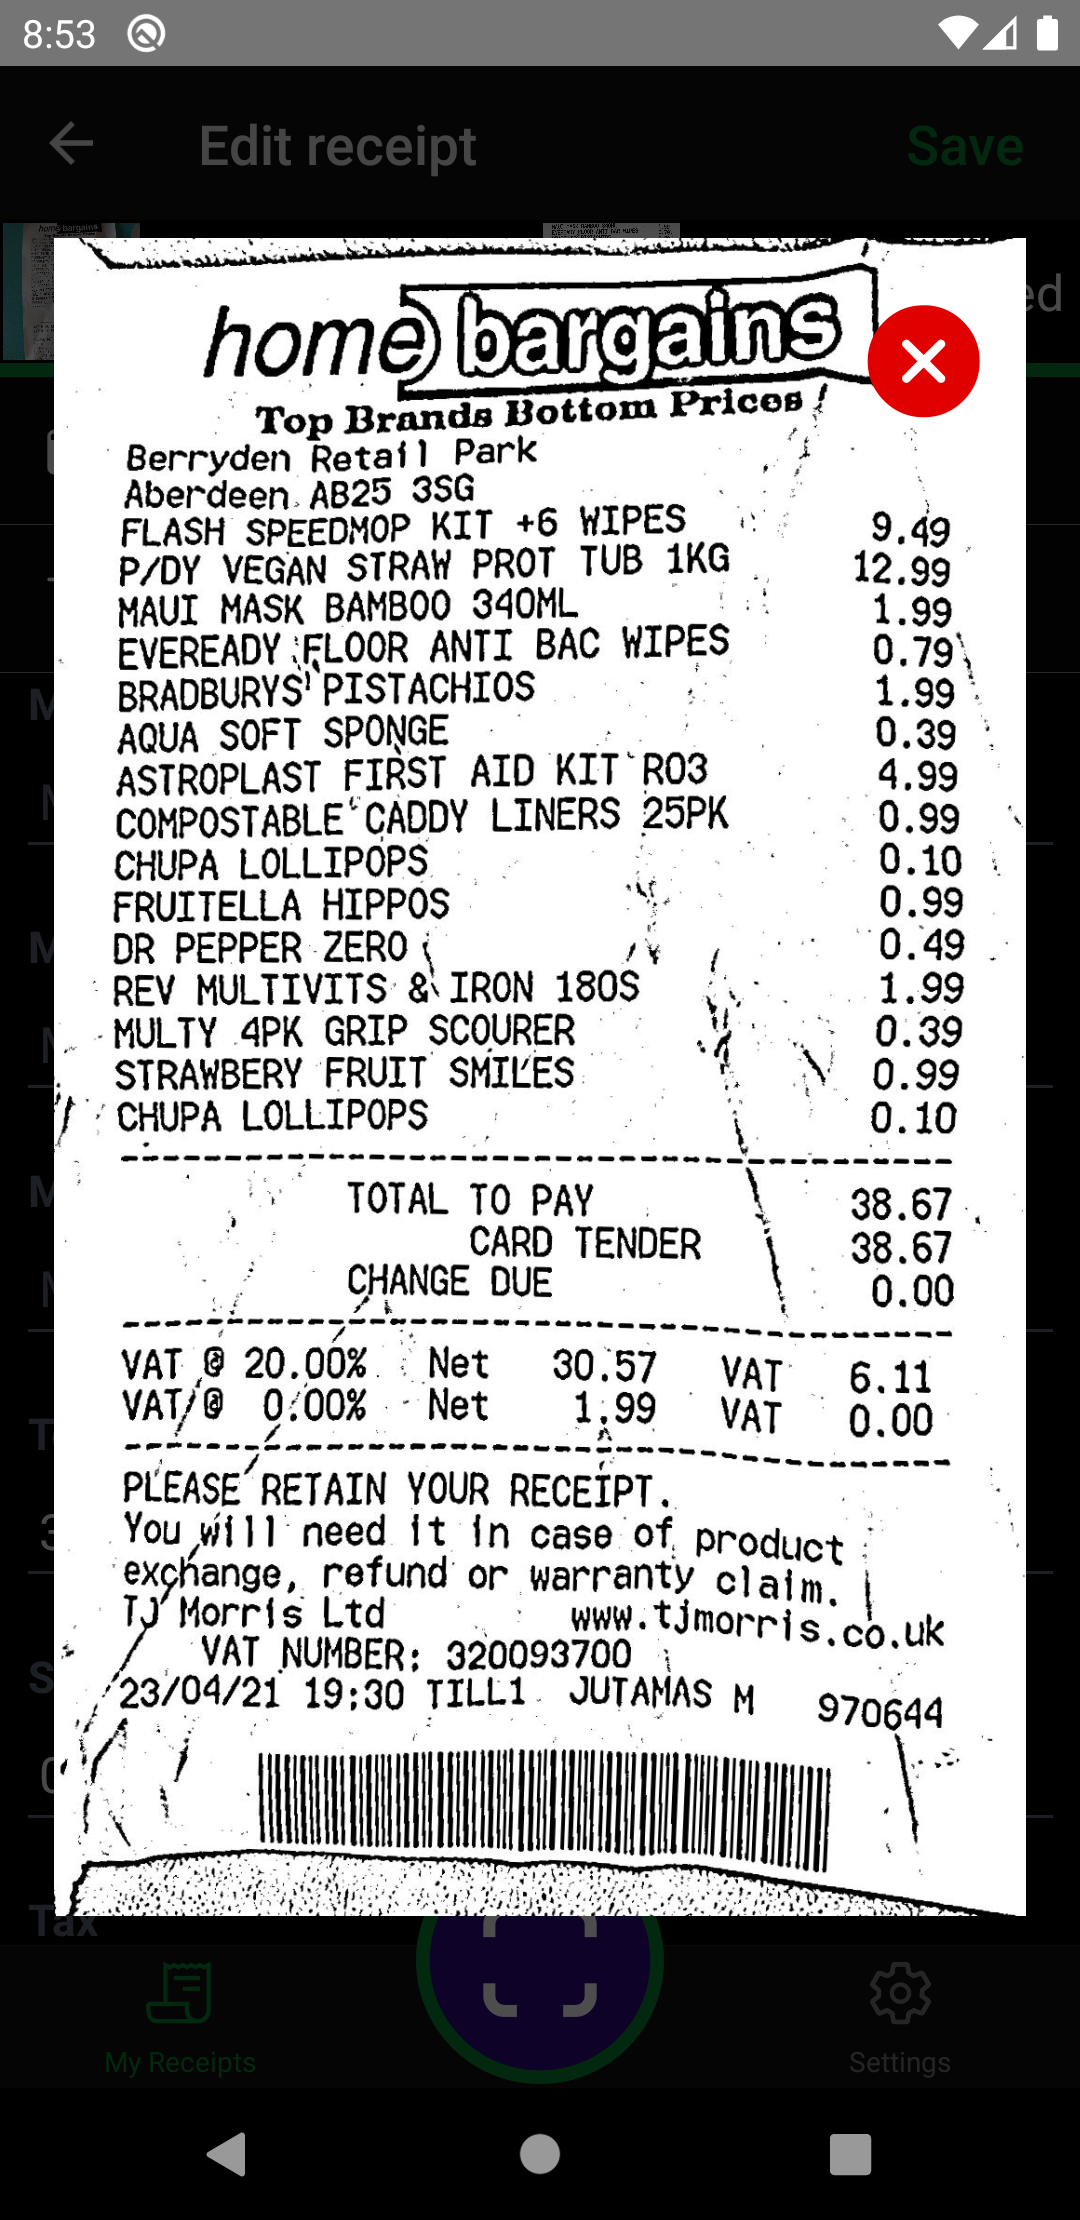 8:53
Edit receipt
Save
home bargains
ed
home bargains
Top Brands Bottom Prices
Berryden Retail Park
Aberdeen AB25 3SG
FLASH SPEEDMOP KIT +6 WIPES 9.49
P/DY VEGAN STRAW PROT TUB 1KG 12.99
MAUI MASK BAMBOO 340ML 1.99
EVEREADY FLOOR ANTI BAC WIPES 0.79
BRADBURYS PISTACHIOS 1.99
AQUA SOFT SPONGE 0.39
ASTROPLAST FIRST AID KIT RO3 4.99
COMPOSTABLE CADDY LINERS 25PK 0.99
CHUPA LOLLIPOPS 0.10
FRUITELLA HIPPOS 0.99
DR PEPPER ZERO 0.49
REV MULTIVITS & IRON 180S 1.99
MULTY 4PK GRIP SCOURER 0.39
STRAWBERY FRUIT SMILES 0.99
CHUPA LOLLIPOPS 0.10
TOTAL TO PAY 38.67
CARD TENDER 38.67
CHANGE DUE 0.00
VAT @ 20.00% Net 30.57 VAT 6.11
VAT @ 0.00% Net 1.99 VAT 0.00
PLEASE RETAIN YOUR RECEIPT.
You will need it in case of product
exchange, refund or warranty claim.
TJ Morris Ltd www.tjmorris.co.uk
VAT NUMBER: 320093700
23/04/21 19:30 TILL1 JUTAMAS M 970644
Tax
My Receipts
Settings